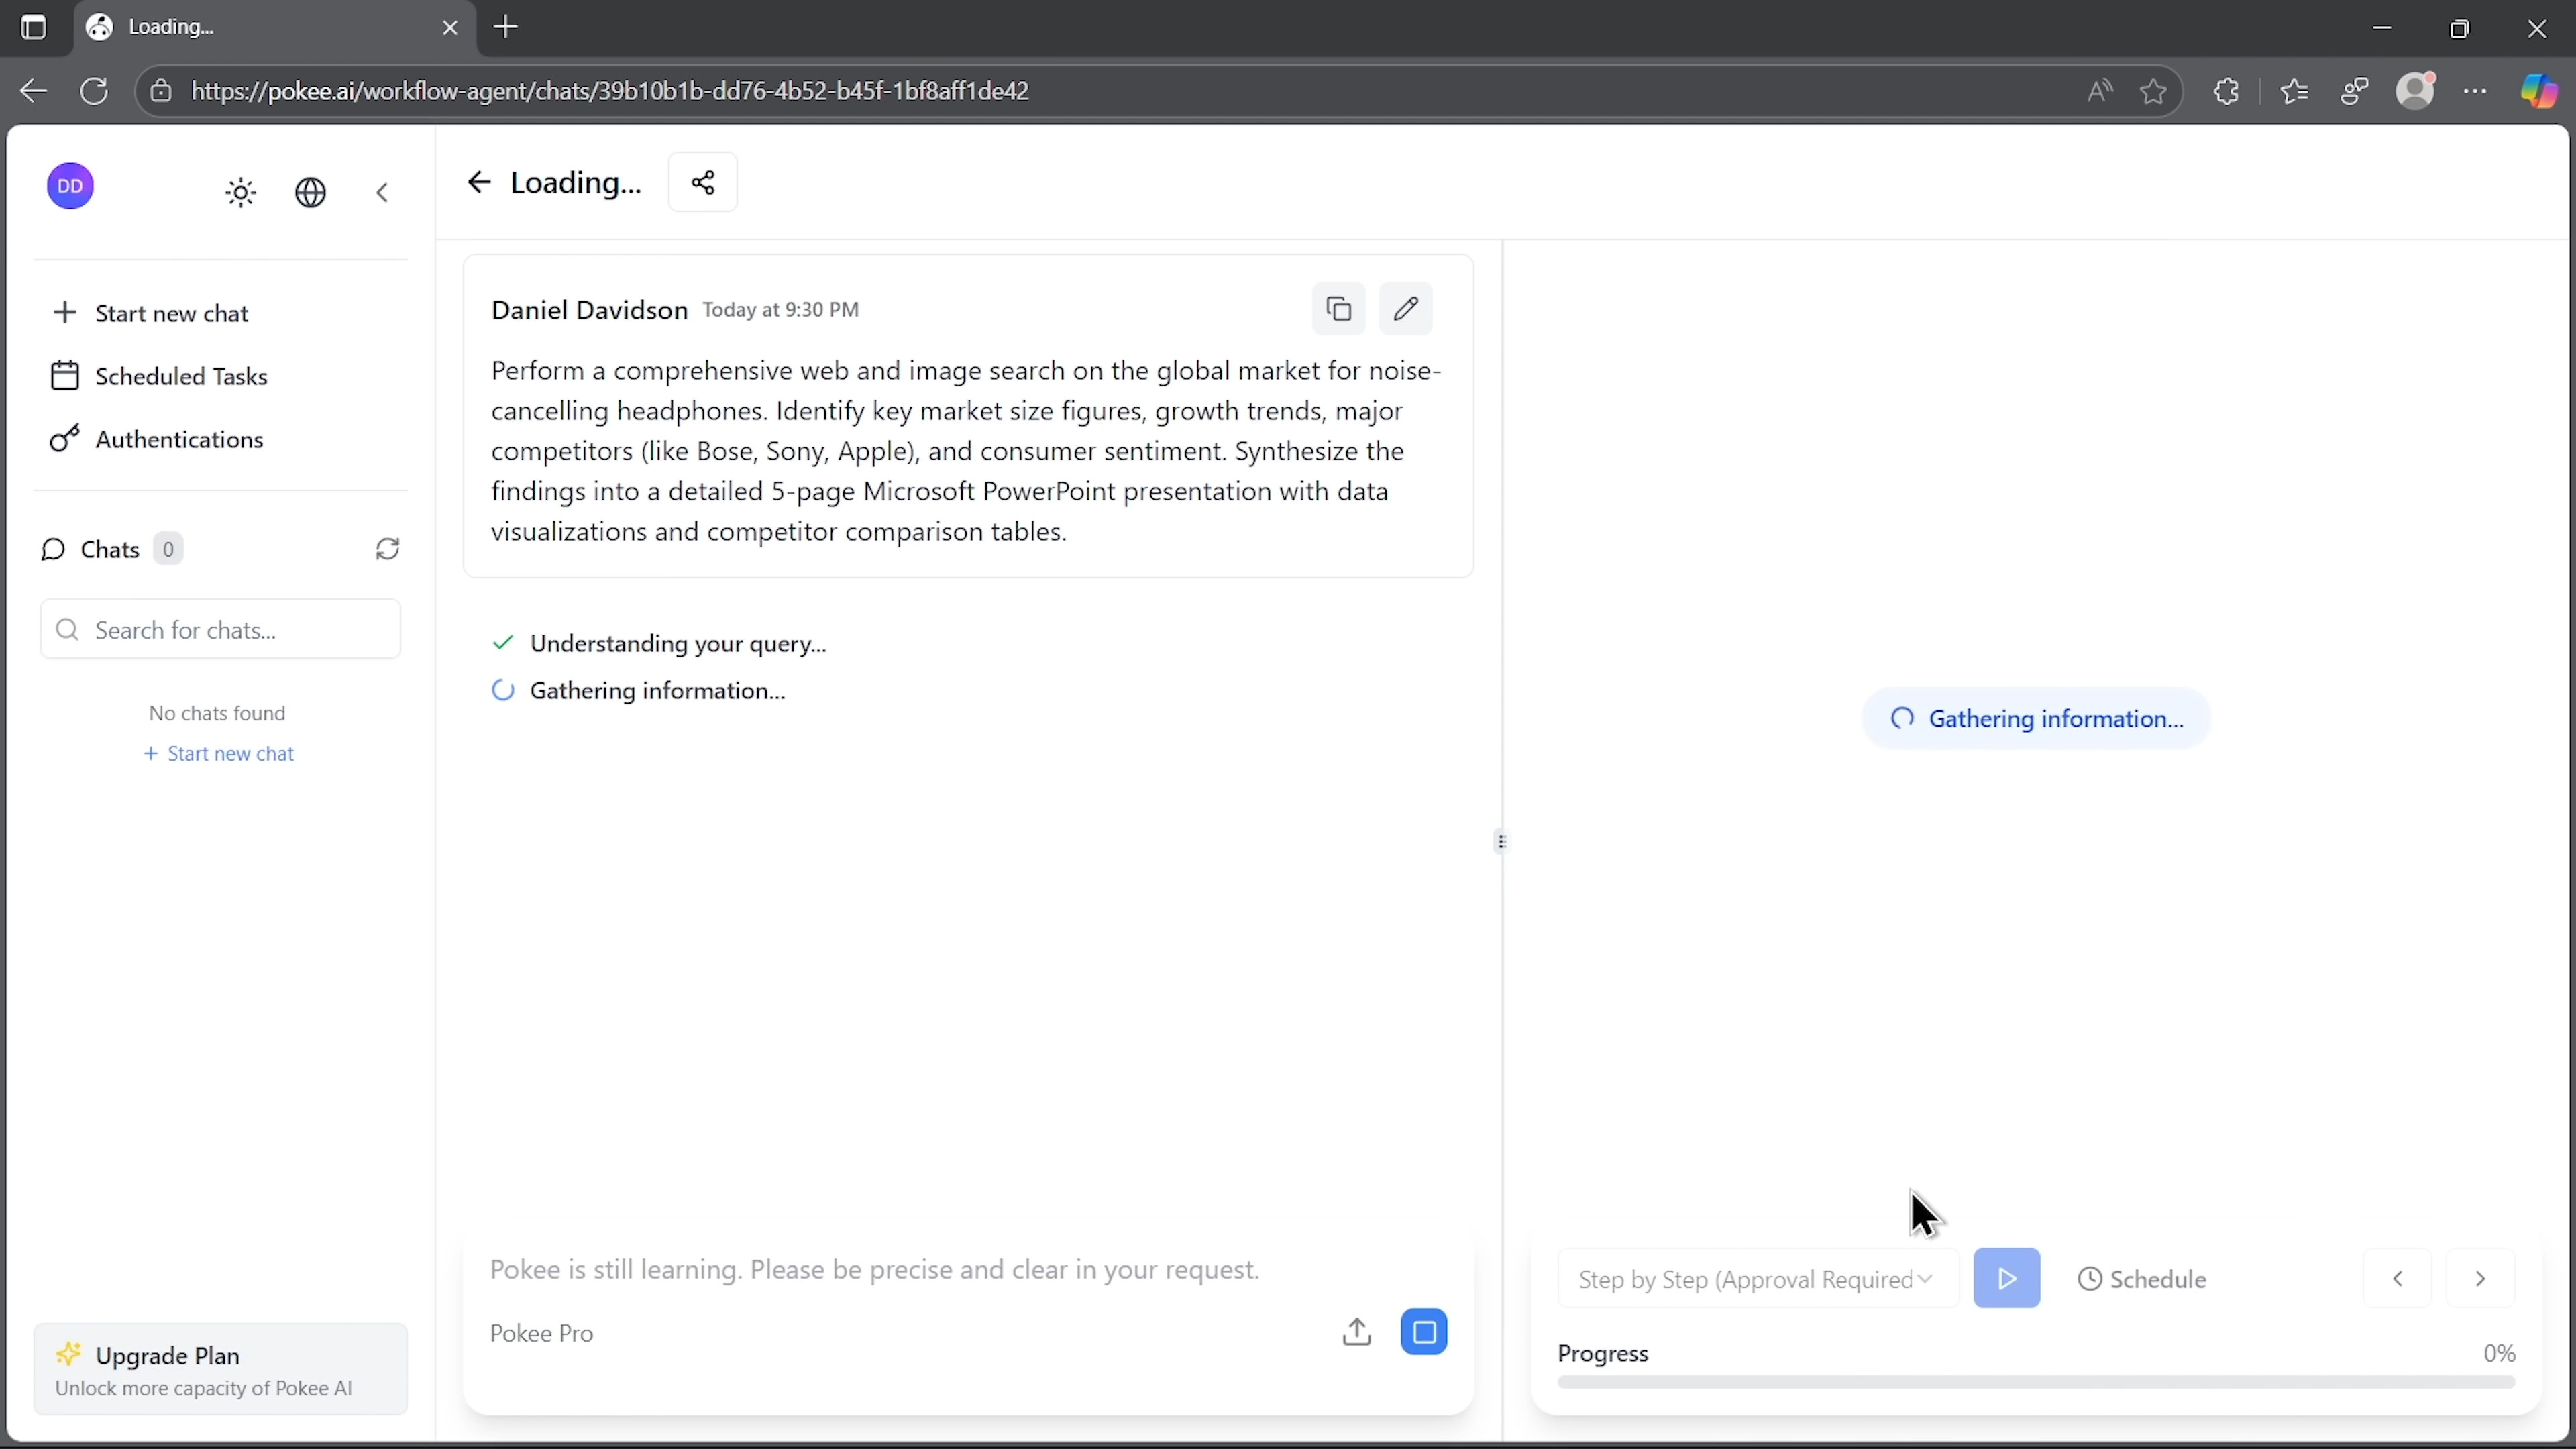 Loading...
https://pokee.ai/workflow-agent/chats/39b10b1b-dd76-4b52-b45f-1bf8aff1de42
DD
Loading...
Start new chat
Scheduled Tasks
Authentications
Chats 0
Search for chats...
No chats found
+ Start new chat
Upgrade Plan
Unlock more capacity of Pokee AI
Daniel Davidson Today at 9:30 PM
Perform a comprehensive web and image search on the global market for noise-
cancelling headphones. Identify key market size figures, growth trends, major
competitors (like Bose, Sony, Apple), and consumer sentiment. Synthesize the
findings into a detailed 5-page Microsoft PowerPoint presentation with data
visualizations and competitor comparison tables.
Understanding your query...
Gathering information...
Pokee is still learning. Please be precise and clear in your request.
Pokee Pro
Gathering information...
Step by Step (Approval Required
Schedule
Progress 0%